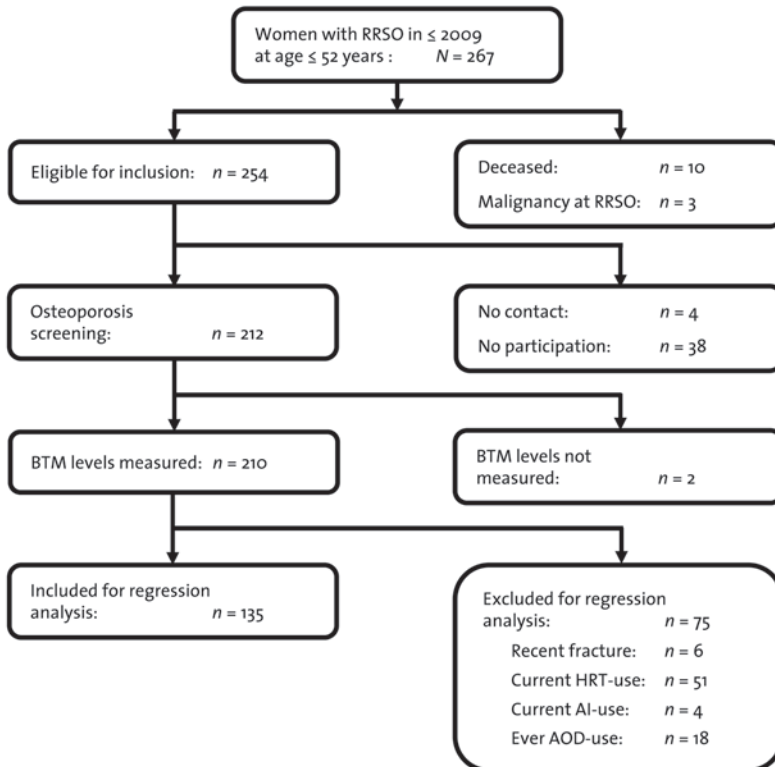 Women with RRSO in ≤ 2009
at age ≤ 52 years : N = 267
Eligible for inclusion: n = 254
Deceased: n = 10
Malignancy at RRSO: n = 3
Osteoporosis
screening: n = 212
No contact: n = 4
No participation: n = 38
BTM levels measured: n = 210
BTM levels not
measured: n = 2
Included for regression
analysis: n = 135
Excluded for regression
analysis: n = 75
Recent fracture: n = 6
Current HRT-use: n = 51
Current AI-use: n = 4
Ever AOD-use: n = 18